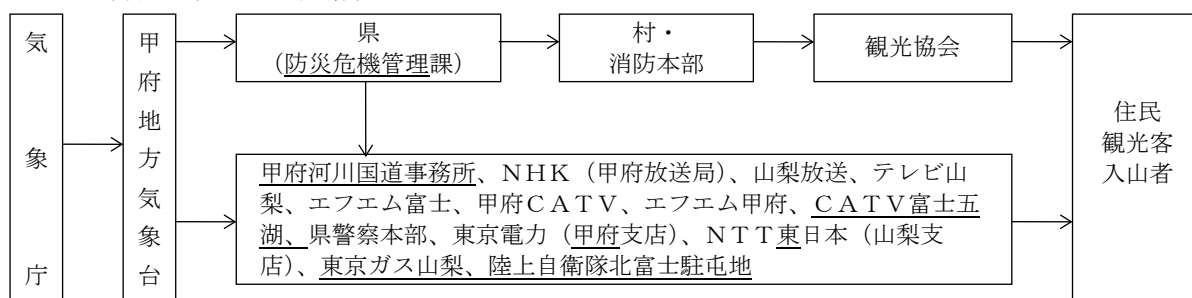 気象庁
甲府地方気象台
県
（防災危機管理課）
村・
消防本部
観光協会
住民
観光客
入山者
甲府河川国道事務所、ＮＨＫ（甲府放送局）、山梨放送、テレビ山
梨、エフエム富士、甲府ＣＡＴＶ、エフエム甲府、ＣＡＴＶ富士五
湖、県警察本部、東京電力（甲府支店）、ＮＴＴ東日本（山梨支
店）、東京ガス山梨、陸上自衛隊北富士駐屯地